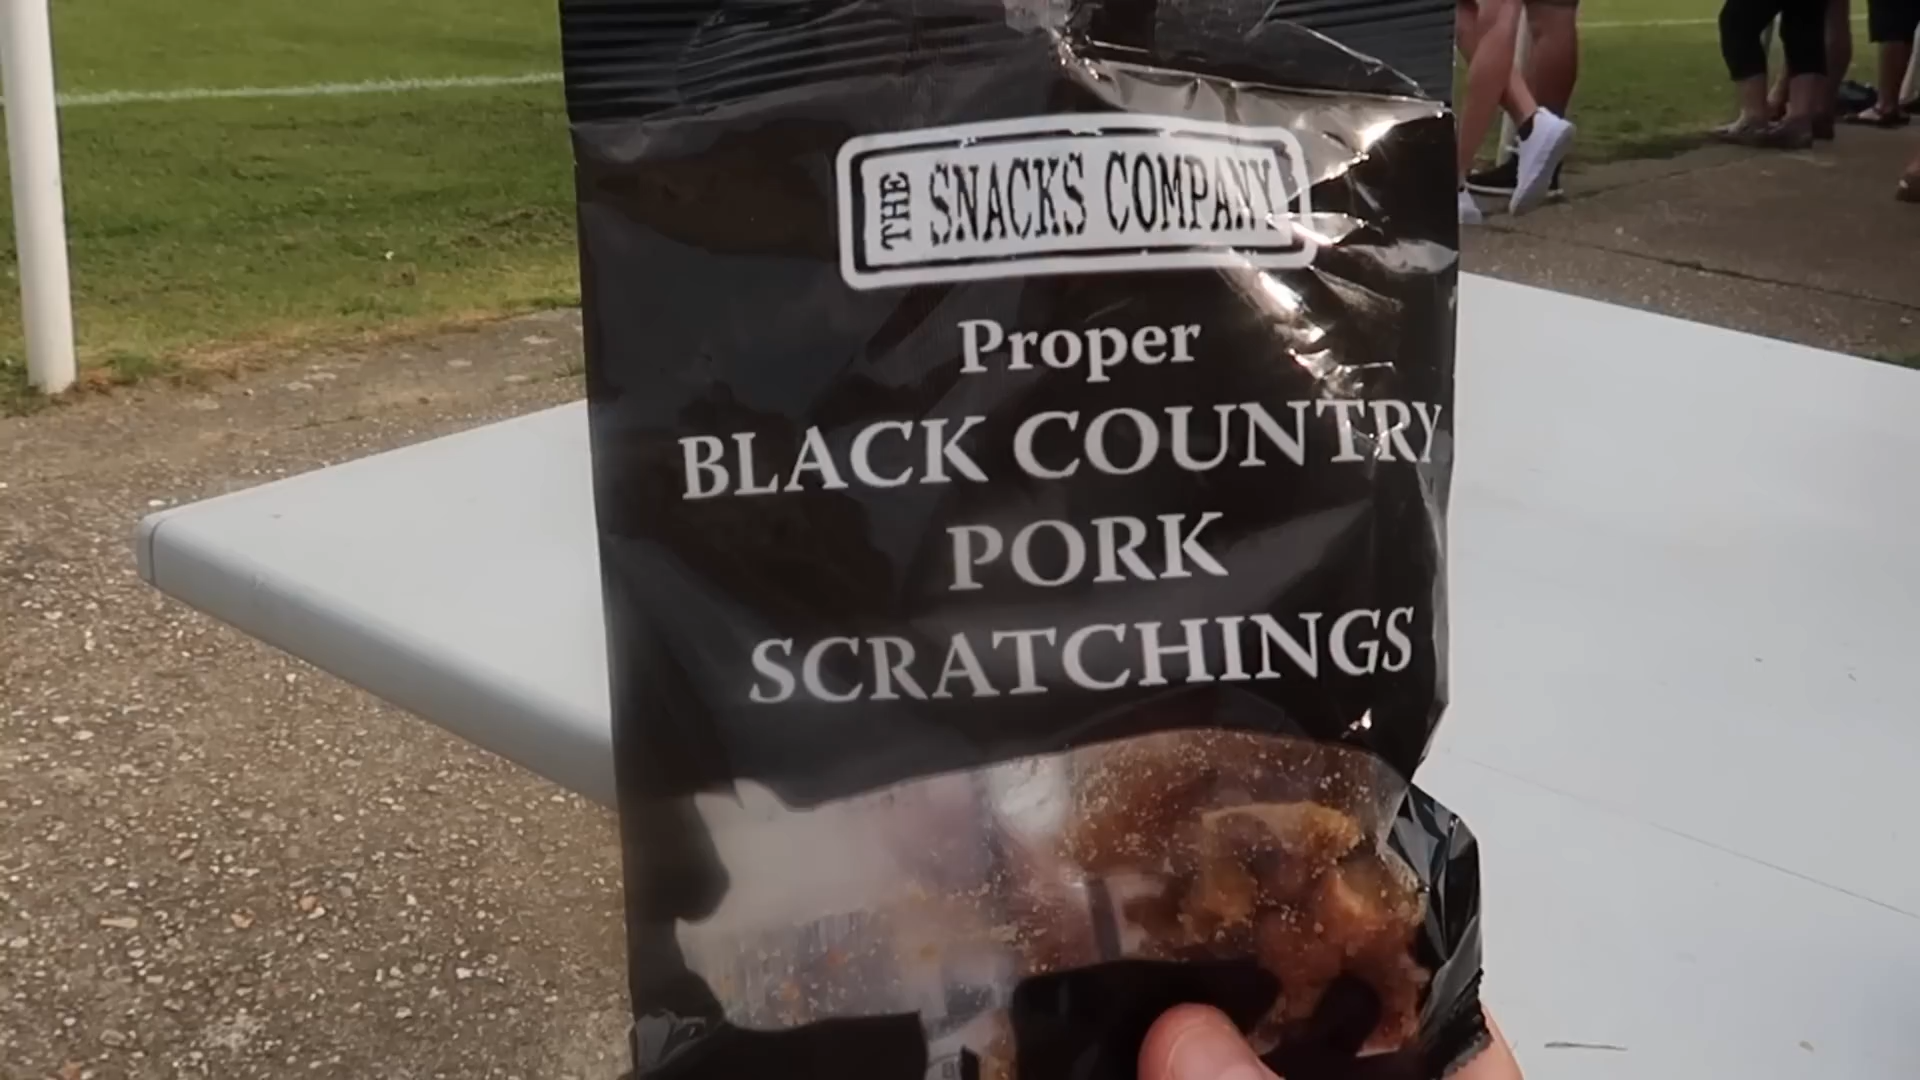 THE SNACKS COMPANY
Proper
BLACK COUNTRY
PORK
SCRATCHINGS